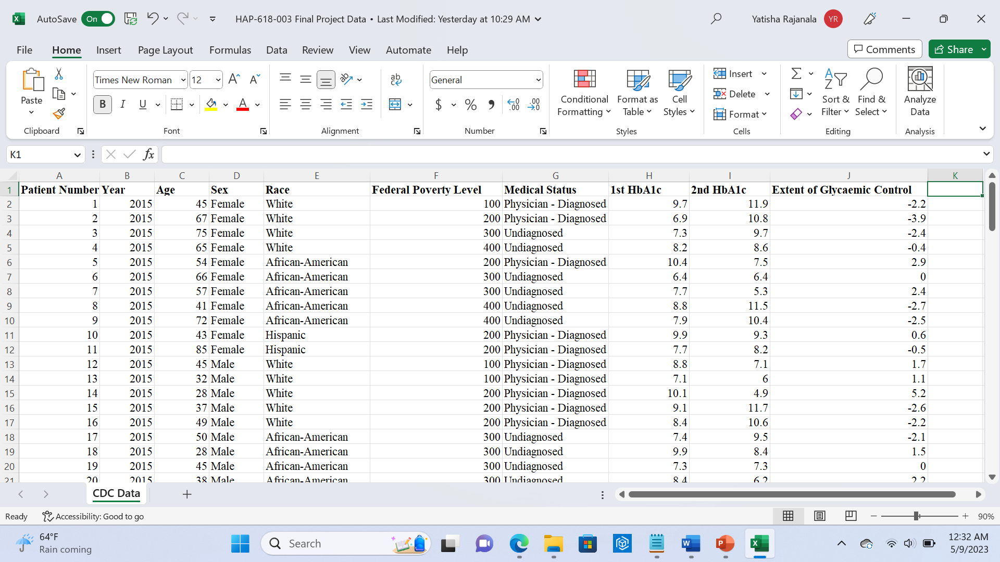 AutoSave On HAP-618-003 Final Project Data • Last Modified: Yesterday at 10:29 AM Yatisha Rajanala YR
File Home Insert Page Layout Formulas Data Review View Automate Help Comments Share
Times New Roman 12 ab General Insert
Paste Conditional Formatting Format as Table Cell Styles Delete Sort & Filter Find & Select Analyze Data
B I U A $ % Format
Clipboard Font Alignment Number Styles Cells Editing Analysis
K1 fx
A B C D E F G H I J K
1 Patient Number Year Age Sex Race Federal Poverty Level Medical Status 1st HbA1c 2nd HbA1c Extent of Glycaemic Control
2 1 2015 45 Female White 100 Physician - Diagnosed 9.7 11.9 -2.2
3 2 2015 67 Female White 200 Physician - Diagnosed 6.9 10.8 -3.9
4 3 2015 75 Female White 300 Undiagnosed 7.3 9.7 -2.4
5 4 2015 65 Female White 400 Undiagnosed 8.2 8.6 -0.4
6 5 2015 54 Female African-American 200 Physician - Diagnosed 10.4 7.5 2.9
7 6 2015 66 Female African-American 300 Undiagnosed 6.4 6.4 0
8 7 2015 57 Female African-American 300 Undiagnosed 7.7 5.3 2.4
9 8 2015 41 Female African-American 400 Undiagnosed 8.8 11.5 -2.7
10 9 2015 72 Female African-American 400 Undiagnosed 7.9 10.4 -2.5
11 10 2015 43 Female Hispanic 200 Physician - Diagnosed 9.9 9.3 0.6
12 11 2015 85 Female Hispanic 200 Physician - Diagnosed 7.7 8.2 -0.5
13 12 2015 45 Male White 100 Physician - Diagnosed 8.8 7.1 1.7
14 13 2015 32 Male White 100 Physician - Diagnosed 7.1 6 1.1
15 14 2015 28 Male White 200 Physician - Diagnosed 10.1 4.9 5.2
16 15 2015 37 Male White 200 Physician - Diagnosed 9.1 11.7 -2.6
17 16 2015 49 Male White 200 Physician - Diagnosed 8.4 10.6 -2.2
18 17 2015 50 Male African-American 300 Undiagnosed 7.4 9.5 -2.1
19 18 2015 28 Male African-American 300 Undiagnosed 9.9 8.4 1.5
20 19 2015 45 Male African-American 300 Undiagnosed 7.3 7.3 0
21 20 2015 38 Male African-American 300 Undiagnosed 8.4 6.2 2.2
CDC Data
Ready Accessibility: Good to go 90%
64°F
Rain coming
Search
12:32 AM
5/9/2023